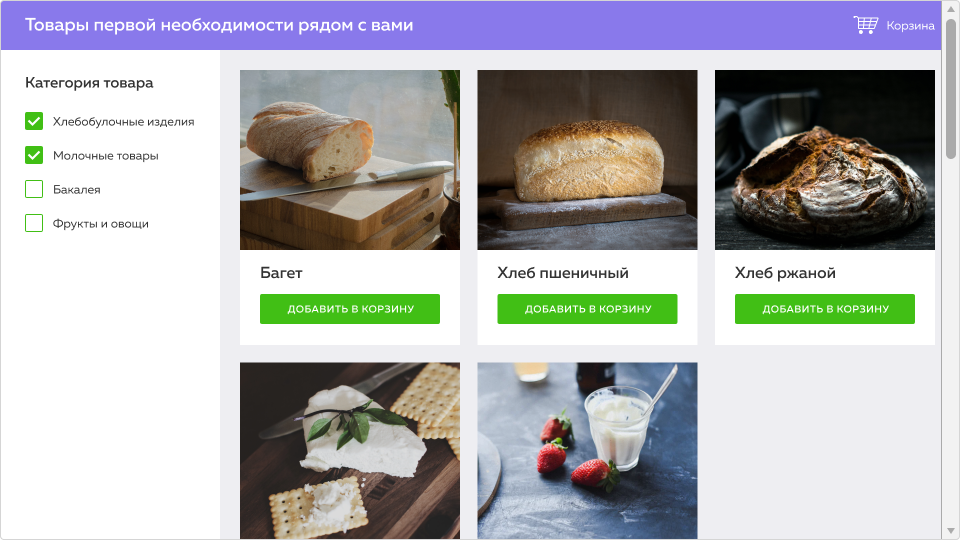 Товары первой необходимости рядом с вами
Корзина
Категория товара
Хлебобулочные изделия
Молочные товары
Бакалея
Фрукты и овощи
Багет
ДОБАВИТЬ В КОРЗИНУ
Хлеб пшеничный
ДОБАВИТЬ В КОРЗИНУ
Хлеб ржаной
ДОБАВИТЬ В КОРЗИНУ